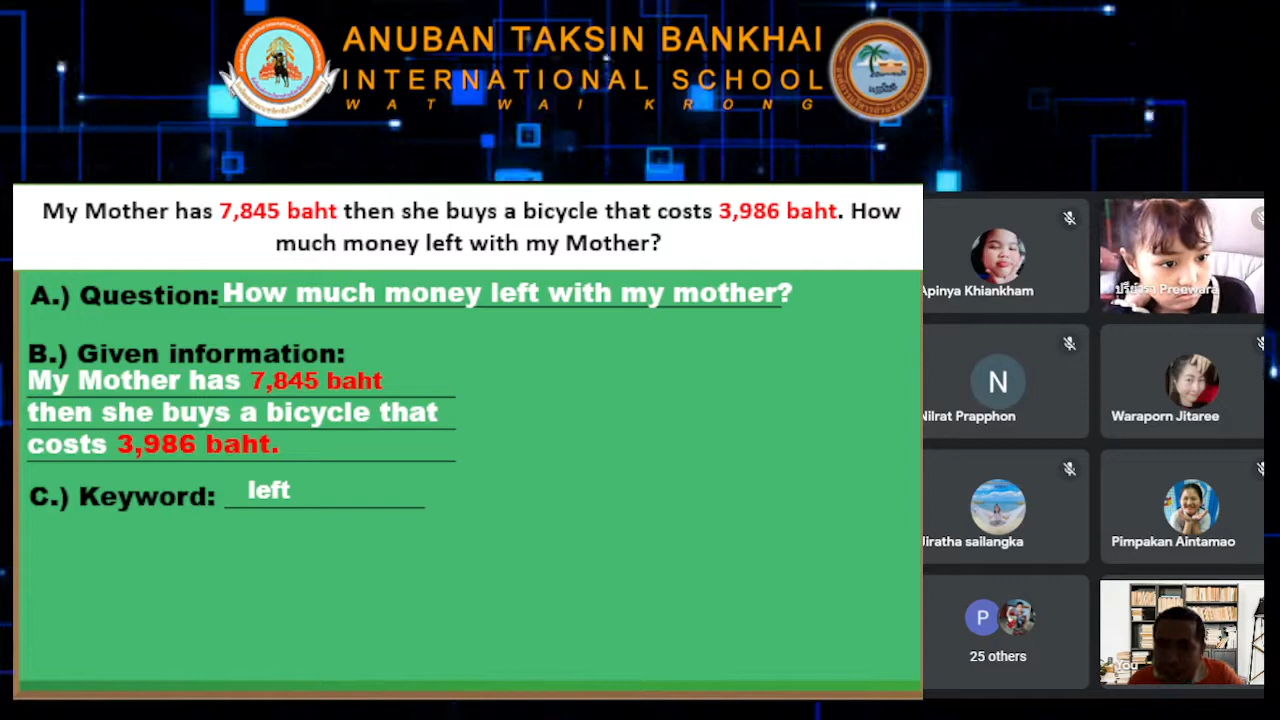 ANUBAN TAKSIN BANKHAI
INTERNATIONAL SCHOOL
WAT WAI KRONG
My Mother has 7,845 baht then she buys a bicycle that costs 3,986 baht. How
much money left with my Mother?
A.) Question: How much money left with my mother?
B.) Given information:
My Mother has 7,845 baht
then she buys a bicycle that
costs 3,986 baht.
C.) Keyword: left
Apinya Khiankham
Preewara
N
Nilrat Prapphon
Waraporn Jitaree
Jiratha sailangka
Pimpakan Aintamao
P
25 others
You